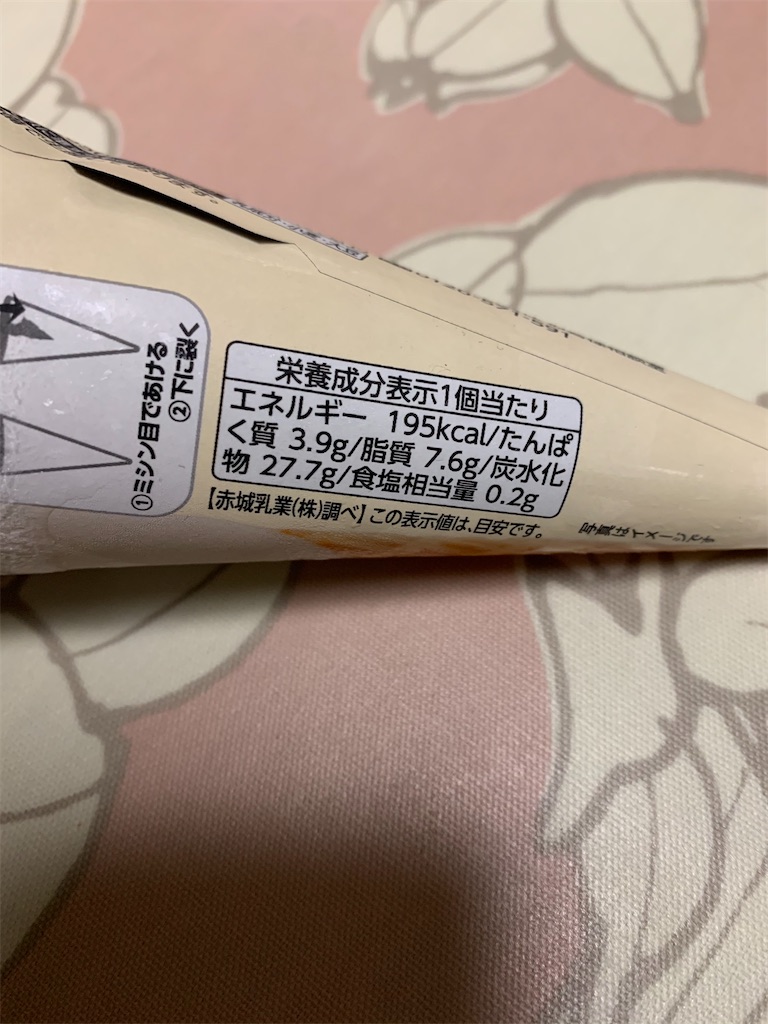 栄養成分表示1個当たり
エネルギー 195kcal/たんぱ
く質 3.9g/脂質 7.6g/炭水化
物 27.7g/食塩相当量 0.2g
【赤城乳業(株)調べ】この表示値は、目安です。
写真はイメージです
①ミシン目であける
②下に裂く